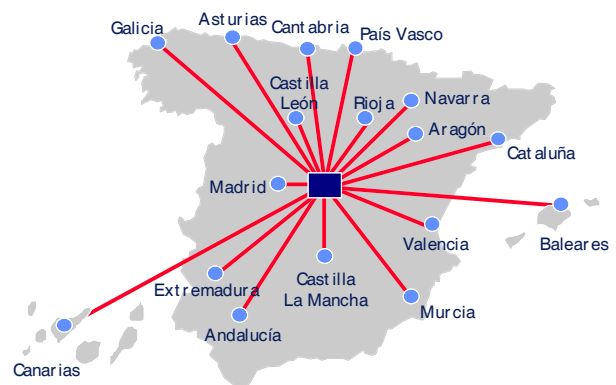 Asturias
Cantabria
Galicia
País Vasco
Castilla
León
Rioja
Navarra
Aragón
Cataluña
Madrid
Valencia
Baleares
Castilla
La Mancha
Extremadura
Murcia
Andalucía
Canarias